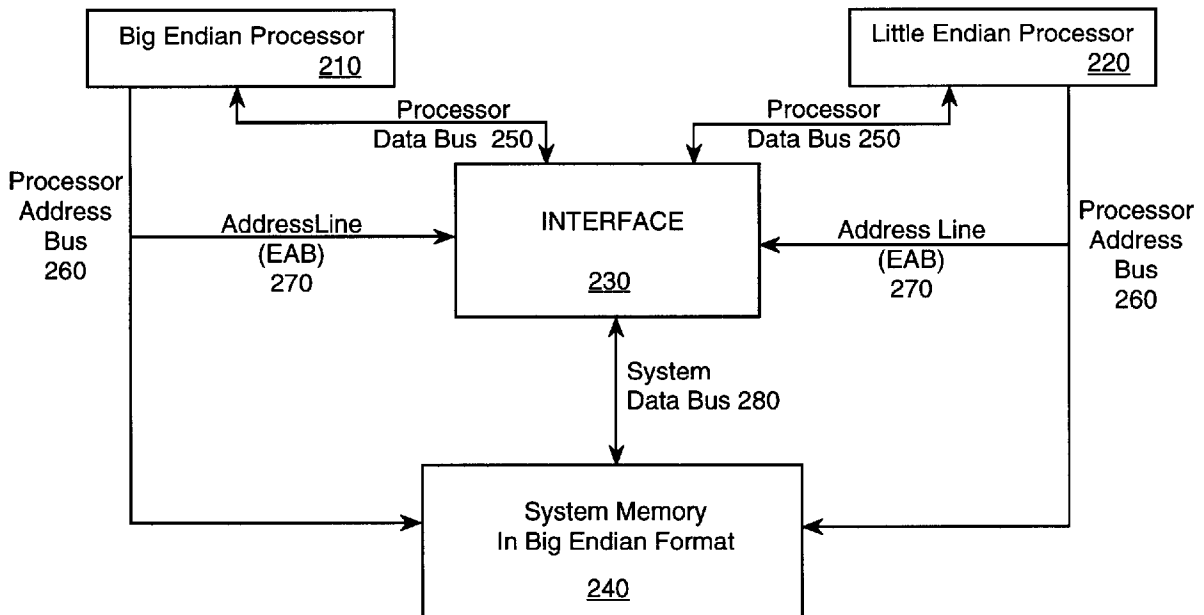 Big Endian Processor
210
Little Endian Processor
220
Processor
Data Bus 250
Processor
Data Bus 250
Processor
Address
Bus
260
AddressLine
(EAB)
270
INTERFACE
230
Address Line
(EAB)
270
Processor
Address
Bus
260
System
Data Bus 280
System Memory
In Big Endian Format
240